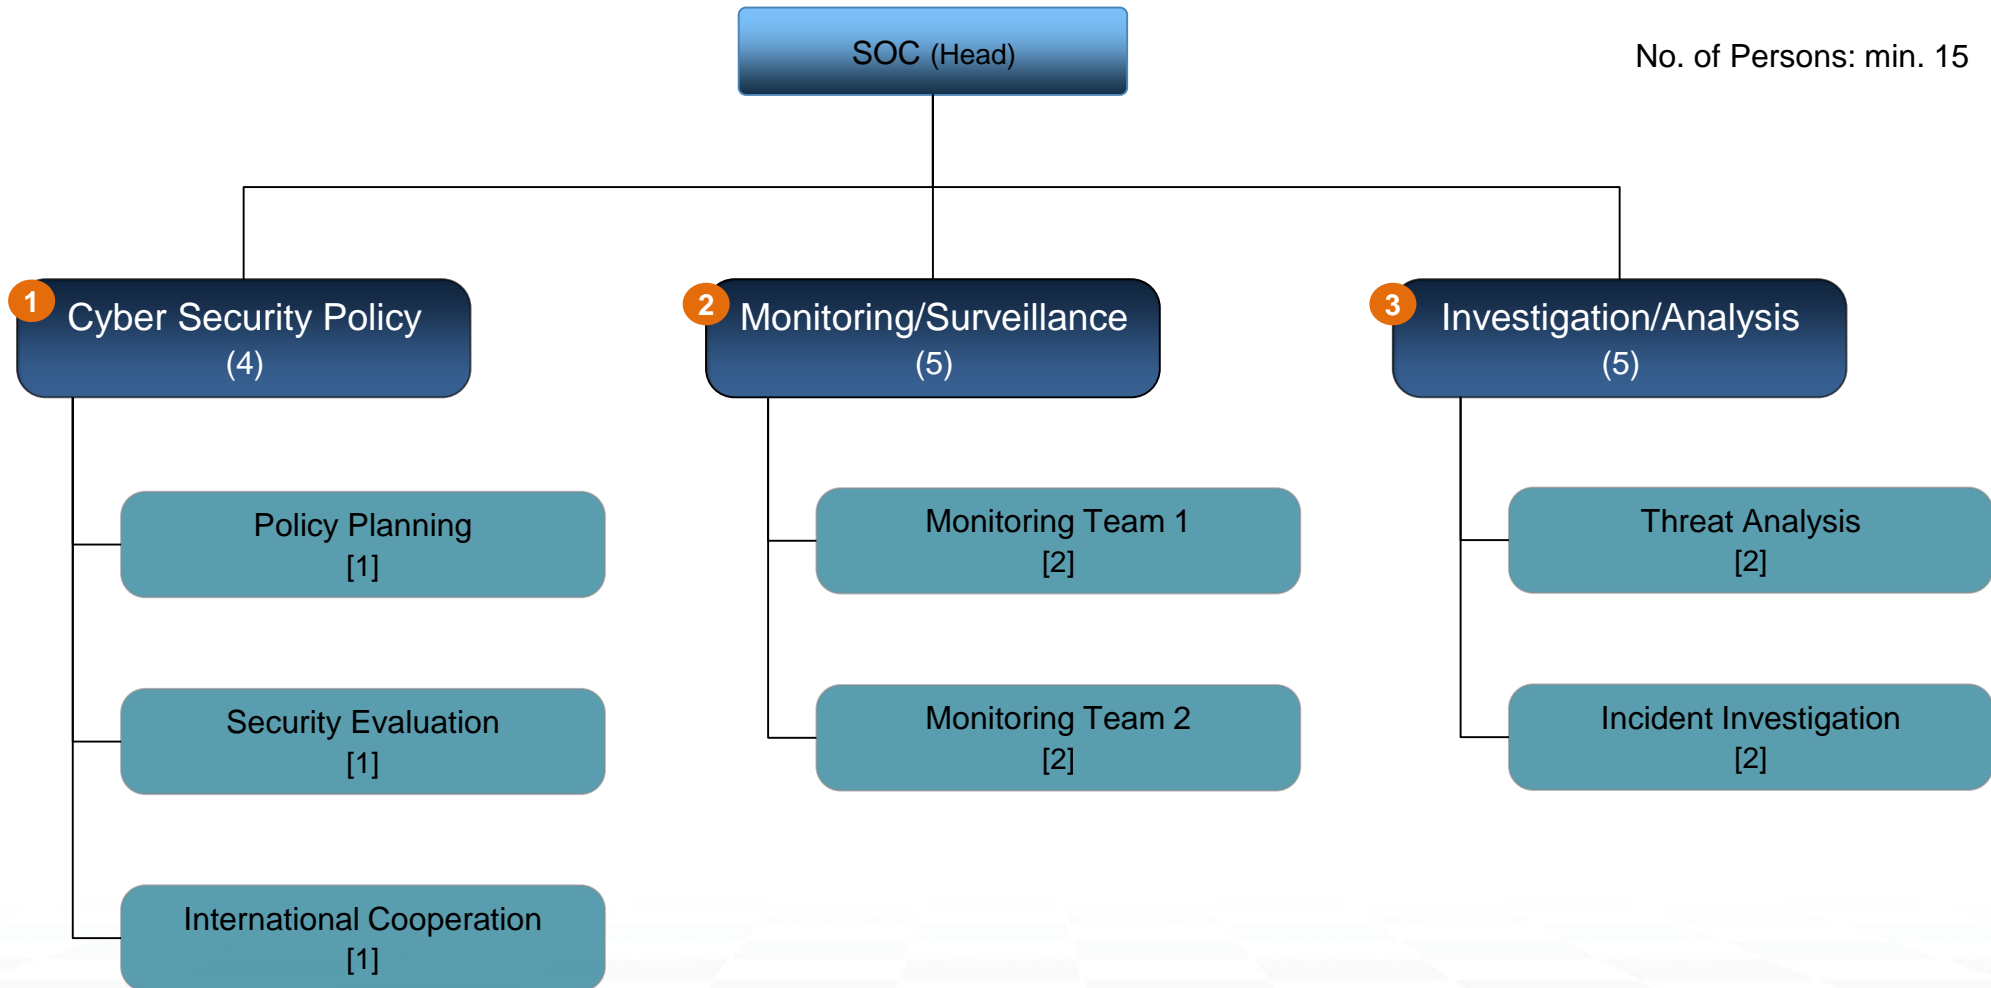 SOC (Head)
No. of Persons: min. 15
1
Cyber Security Policy
(4)
2
Monitoring/Surveillance
(5)
3
Investigation/Analysis
(5)
Policy Planning
[1]
Monitoring Team 1
[2]
Threat Analysis
[2]
Security Evaluation
[1]
Monitoring Team 2
[2]
Incident Investigation
[2]
International Cooperation
[1]